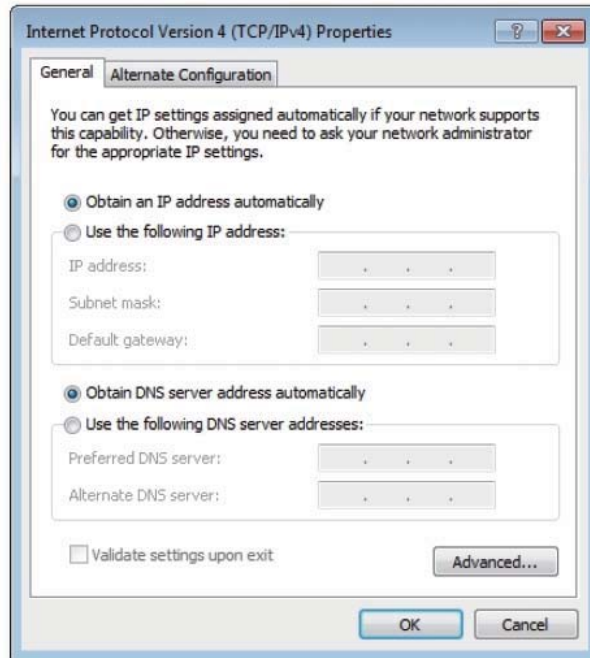 Internet Protocol Version 4 (TCP/IPv4) Properties
General
Alternate Configuration
You can get IP settings assigned automatically if your network supports
this capability. Otherwise, you need to ask your network administrator
for the appropriate IP settings.
Obtain an IP address automatically
Use the following IP address:
IP address:
Subnet mask:
Default gateway:
Obtain DNS server address automatically
Use the following DNS server addresses:
Preferred DNS server:
Alternate DNS server:
Validate settings upon exit
Advanced...
OK
Cancel